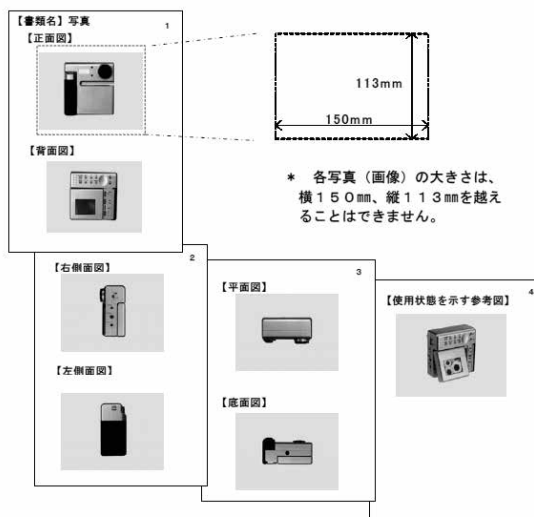 【書類名】写真
1
【正面図】
113mm
150mm
【背面図】
＊　各写真（画像）の大きさは、
横１５０㎜、縦１１３㎜を越え
ることはできません。
2
【右側面図】
【左側面図】
3
【平面図】
【底面図】
4
【使用状態を示す参考図】